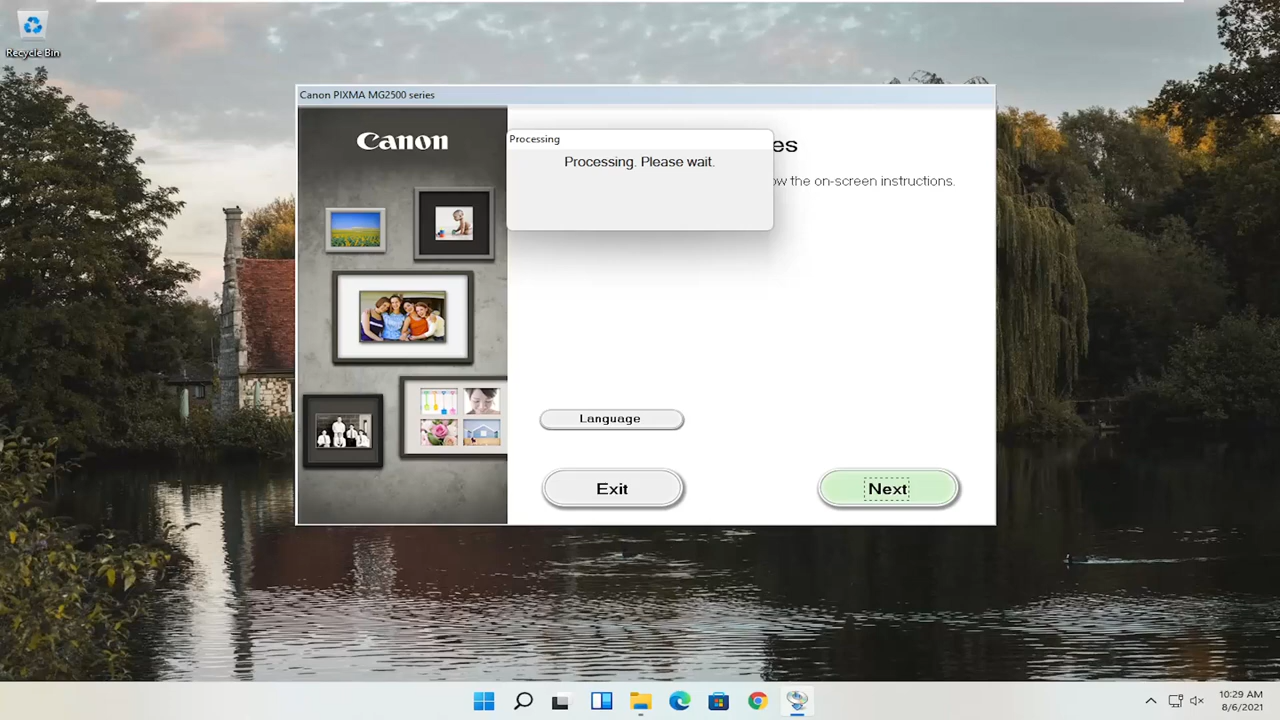 Recycle Bin
Canon PIXMA MG2500 series
Canon
Processing
Processing. Please wait.
es
ow the on-screen instructions.
Language
Exit
Next
10:29 AM
8/6/2021